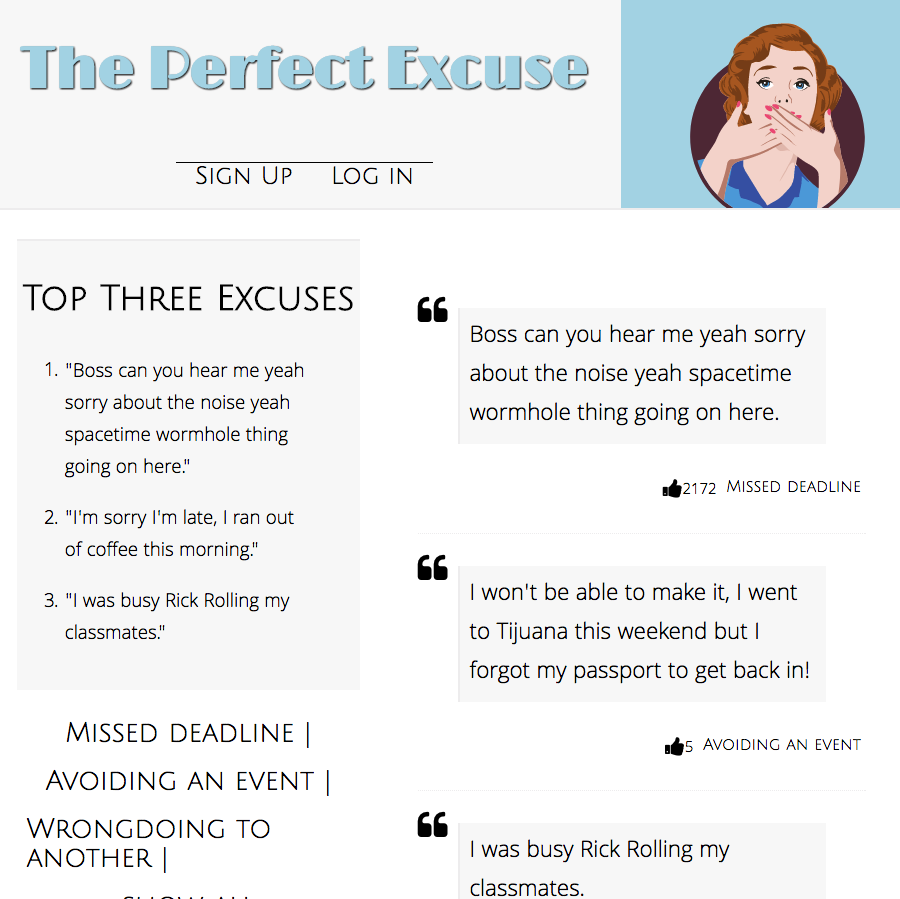 The Perfect Excuse
Sign Up Log in
Top Three Excuses
1. "Boss can you hear me yeah
sorry about the noise yeah
spacetime wormhole thing
going on here."
2. "I'm sorry I'm late, I ran out
of coffee this morning."
3. "I was busy Rick Rolling my
classmates."
Missed deadline |
Avoiding an event |
Wrongdoing to
another |
Boss can you hear me yeah sorry
about the noise yeah spacetime
wormhole thing going on here.
2172 Missed deadline
I won't be able to make it, I went
to Tijuana this weekend but I
forgot my passport to get back in!
5 Avoiding an event
I was busy Rick Rolling my
classmates.